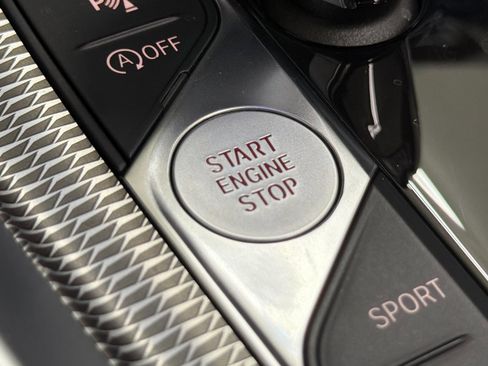 P
A OFF
START
ENGINE
STOP
SPORT